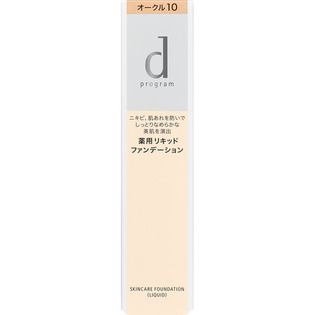 オークル10
d
program
ニキビ、肌あれを防いで
しっとりなめらかな
美肌を演出
薬用リキッド
ファンデーション
SKINCARE FOUNDATION
(LIQUID)